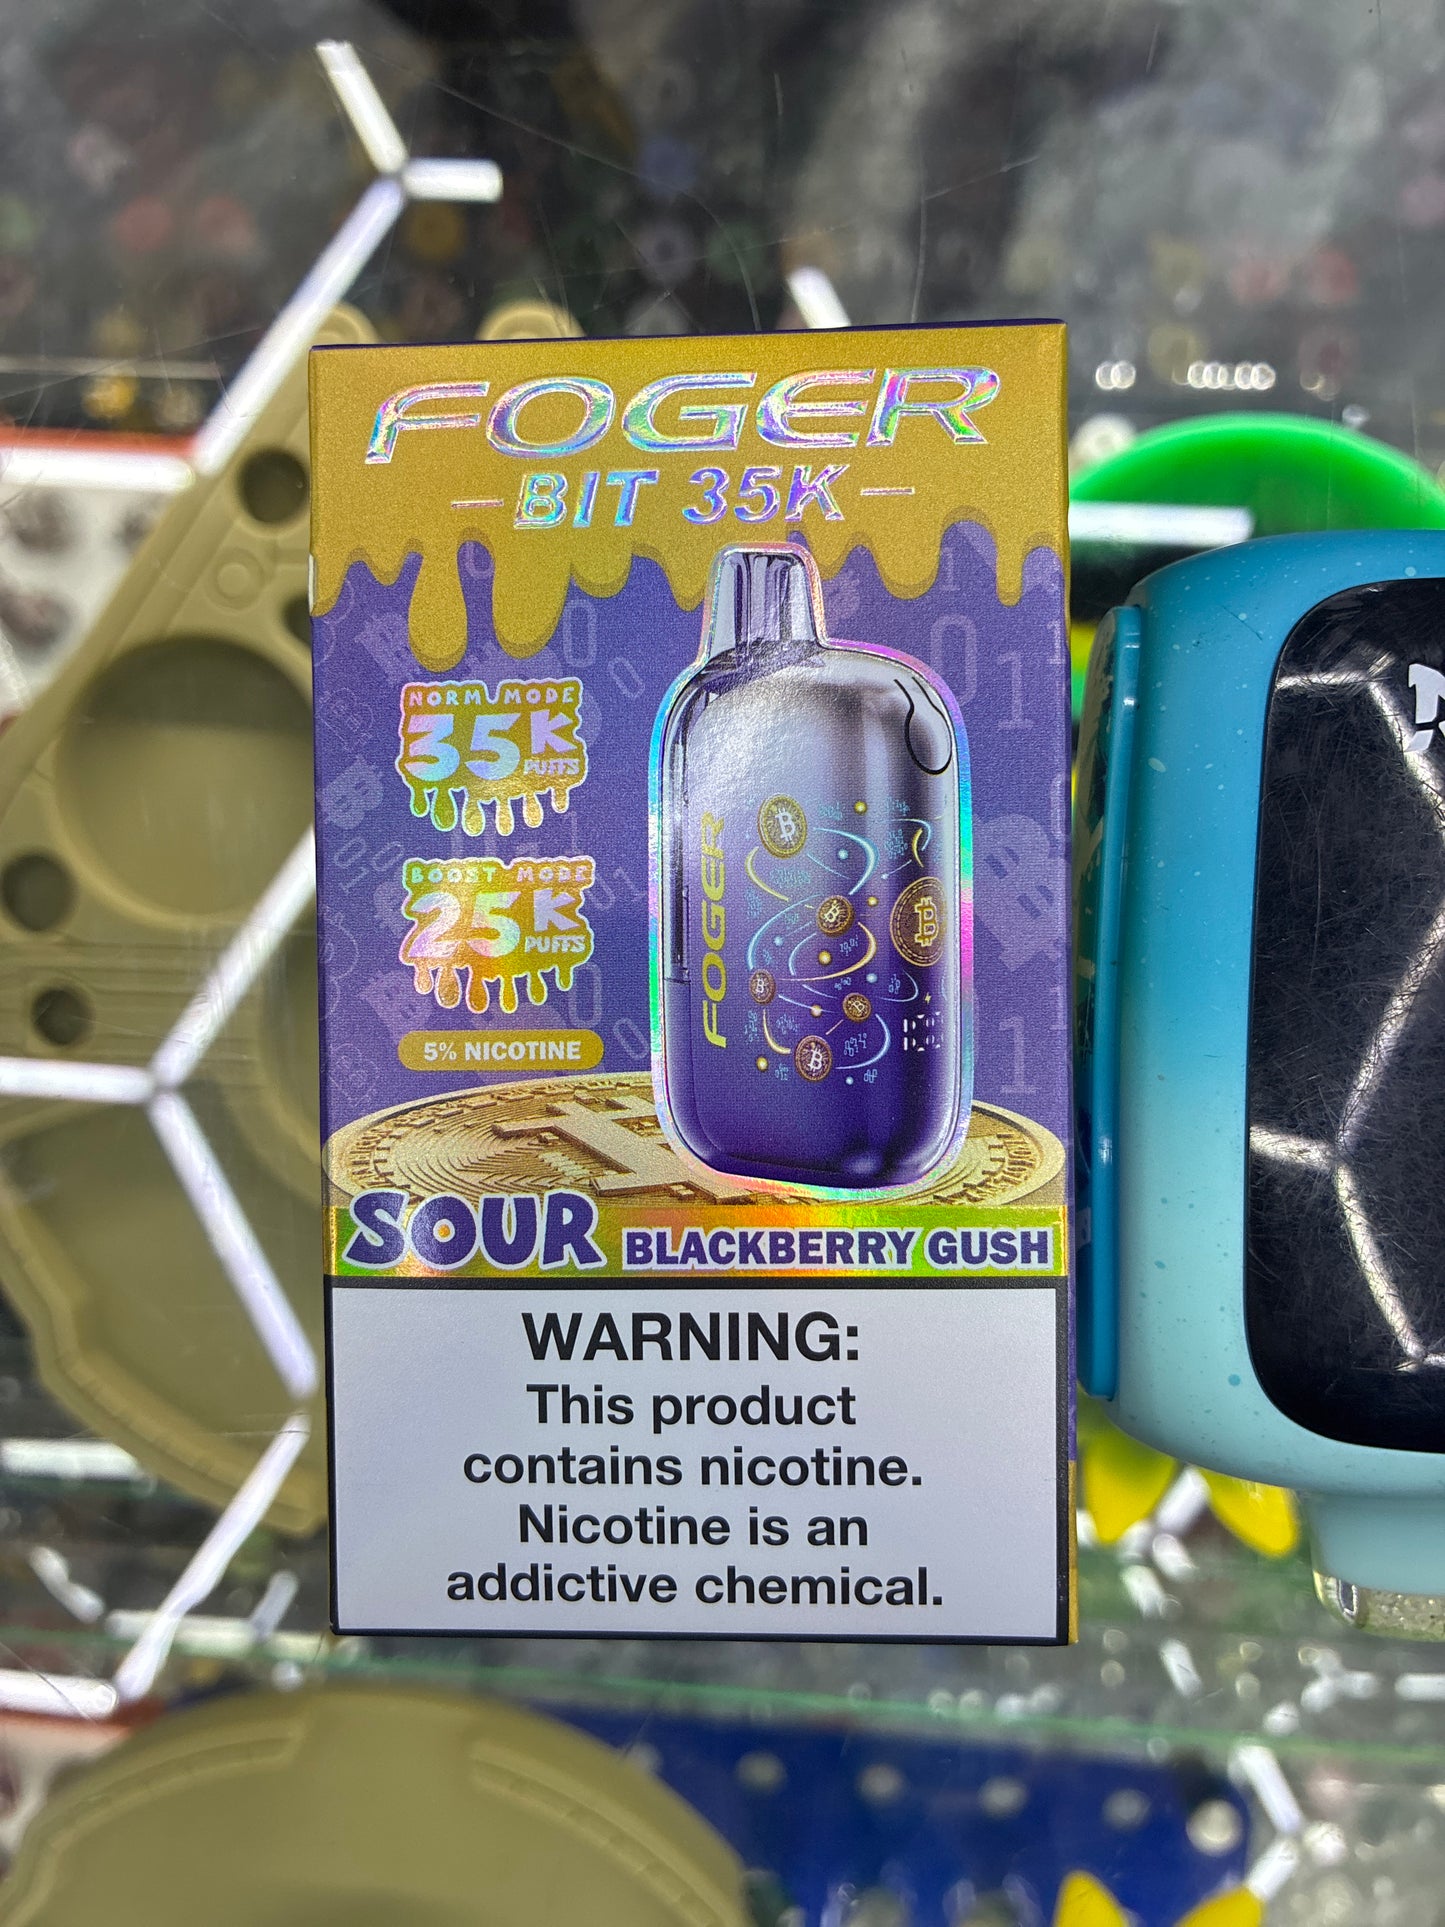 FOGER
BIT 35K
NORM MODE
35K
PUFFS
BOOST MODE
25K
PUFFS
5% NICOTINE
FOGER
SOUR BLACKBERRY GUSH
WARNING:
This product
contains nicotine.
Nicotine is an
addictive chemical.